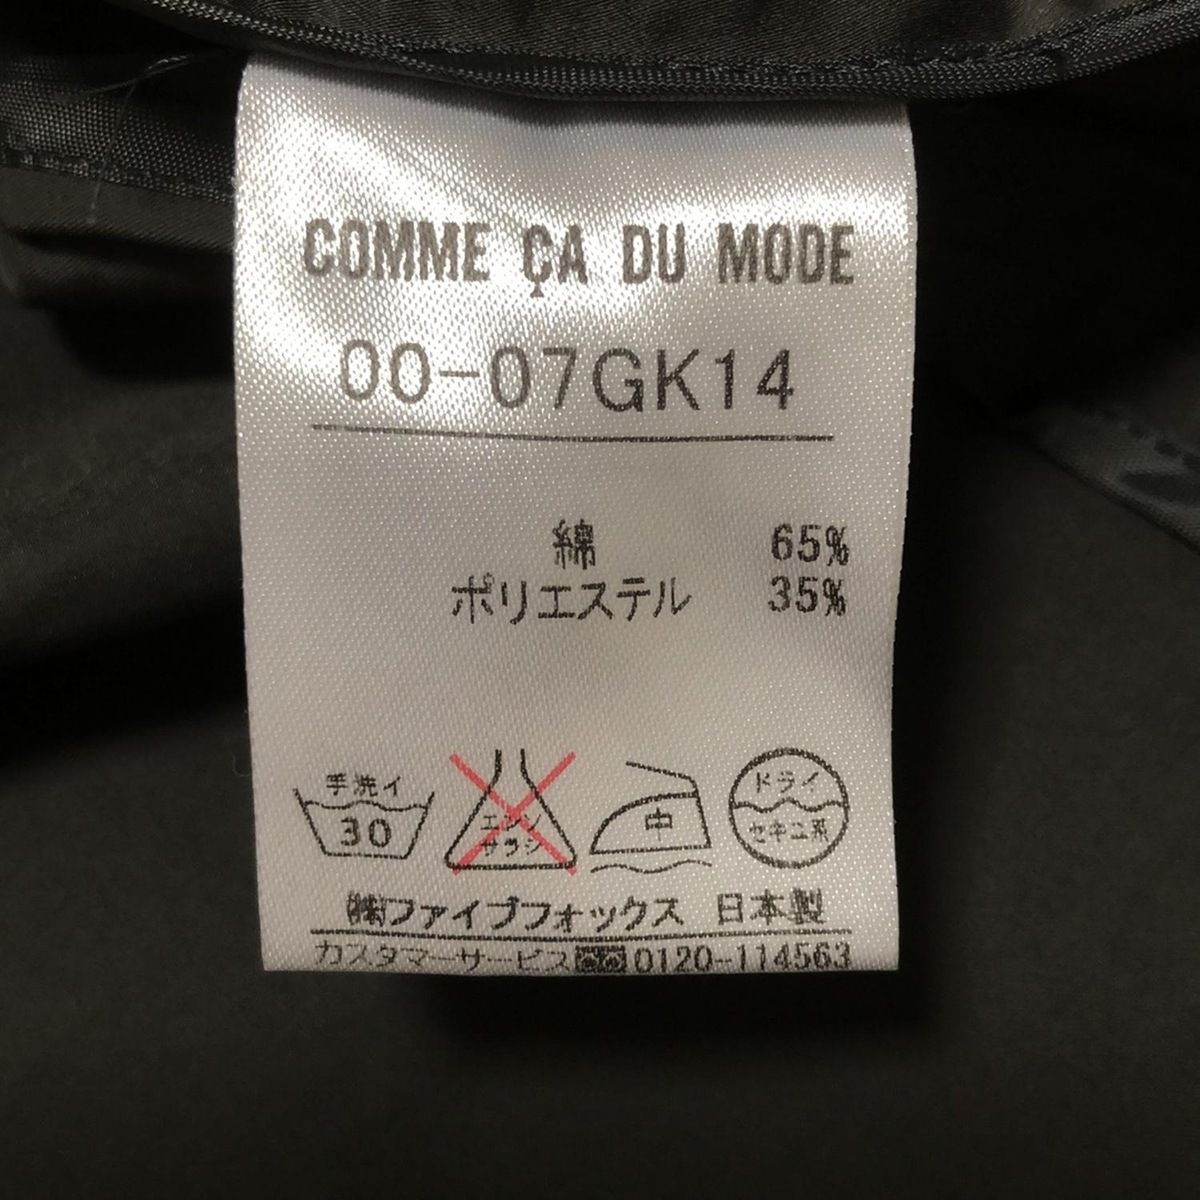 COMME ÇA DU MODE
00-07GK14
綿 65%
ポリエステル 35%
手洗イ
30
エンソ
サラシ
中
ドライ
セキユ系
㈱ファイブフォックス 日本製
カスタマーサービス 0120-114563